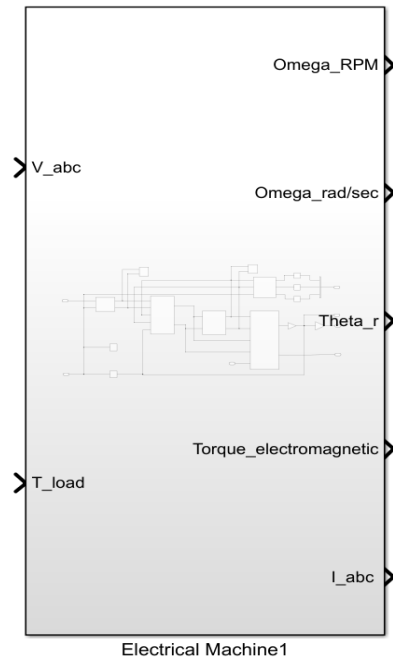 Omega_RPM
V_abc
Omega_rad/sec
Theta_r
Torque_electromagnetic
T_load
I_abc
Electrical Machine1